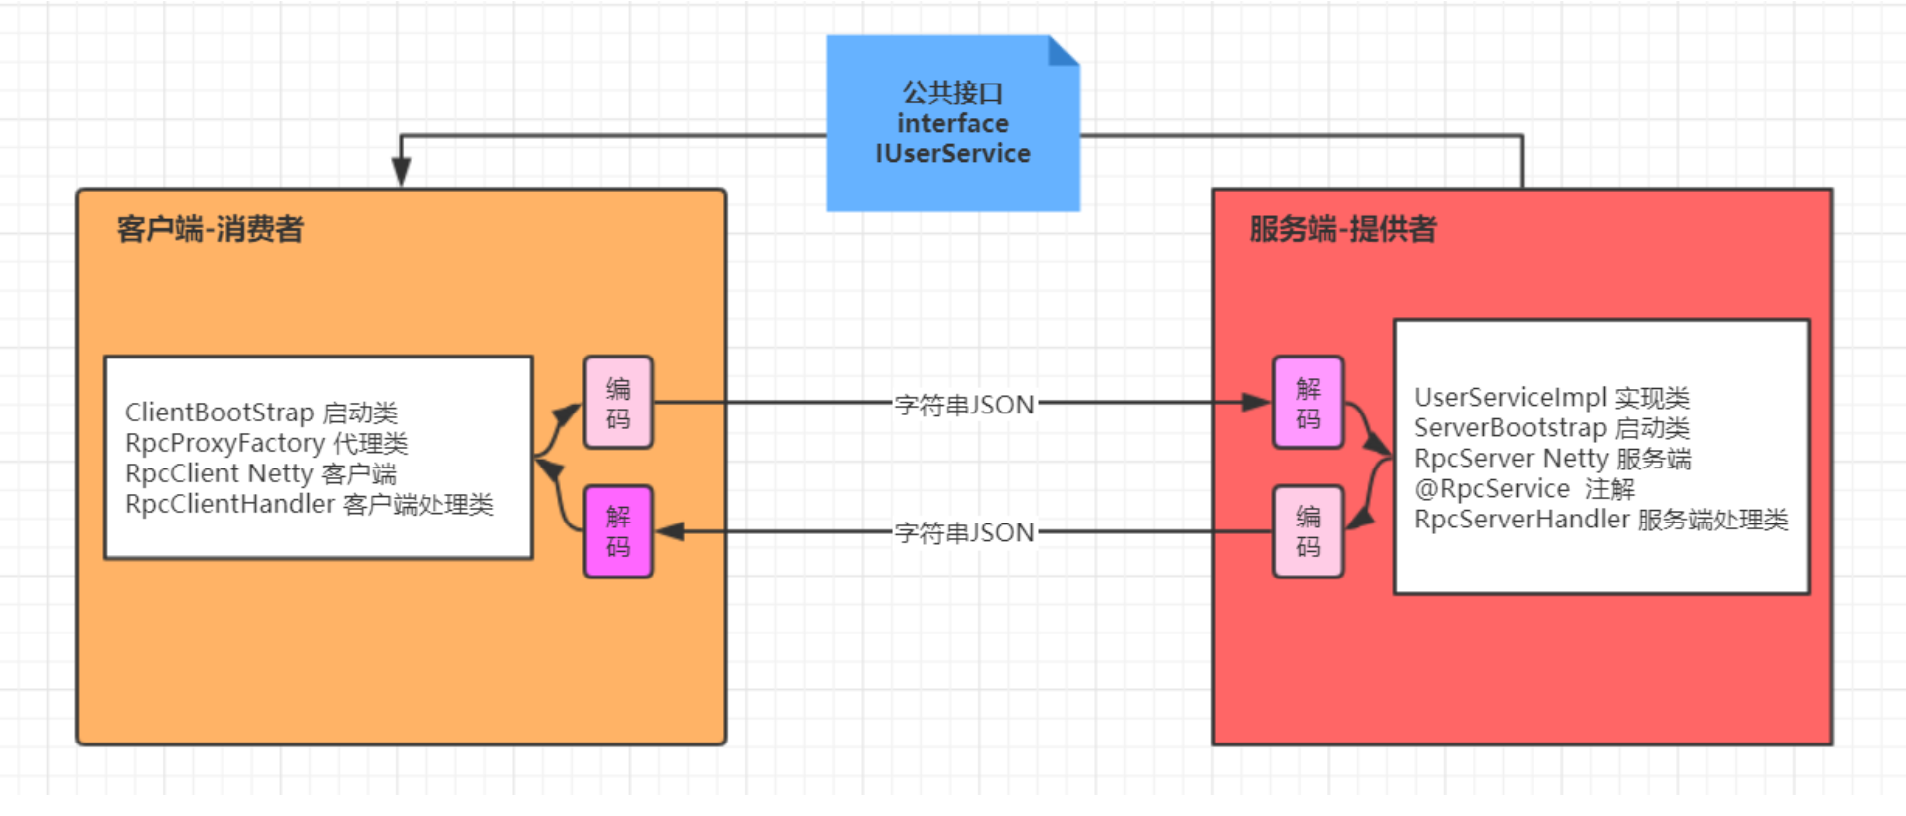 公共接口
interface
IUserService
客户端-消费者
服务端-提供者
ClientBootStrap 启动类
RpcProxyFactory 代理类
RpcClient Netty 客户端
RpcClientHandler 客户端处理类
编
码
解
码
字符串JSON
字符串JSON
解
码
编
码
UserServiceImpl 实现类
ServerBootstrap 启动类
RpcServer Netty 服务端
@RpcService 注解
RpcServerHandler 服务端处理类